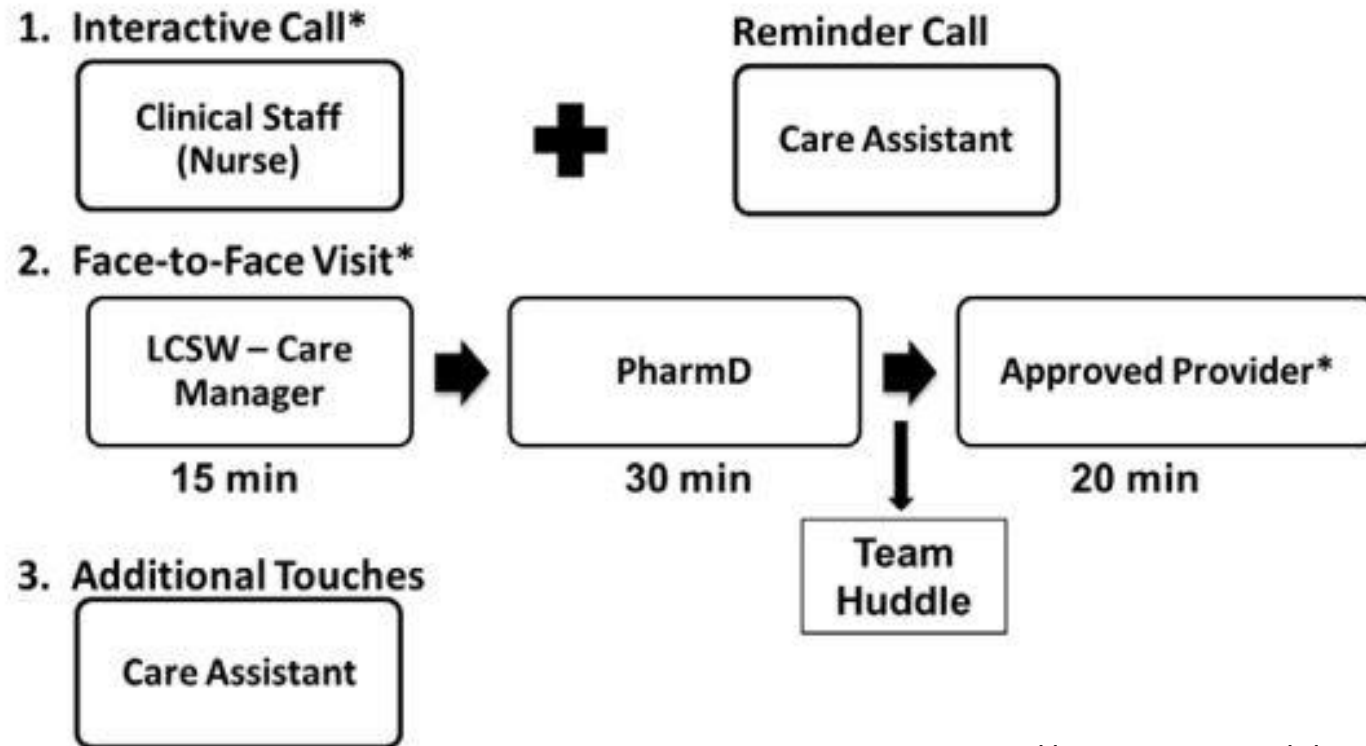 1. Interactive Call*
Reminder Call
Clinical Staff
(Nurse)
Care Assistant
2. Face-to-Face Visit*
LCSW – Care
Manager
PharmD
Approved Provider*
15 min
30 min
20 min
Team
Huddle
3. Additional Touches
Care Assistant